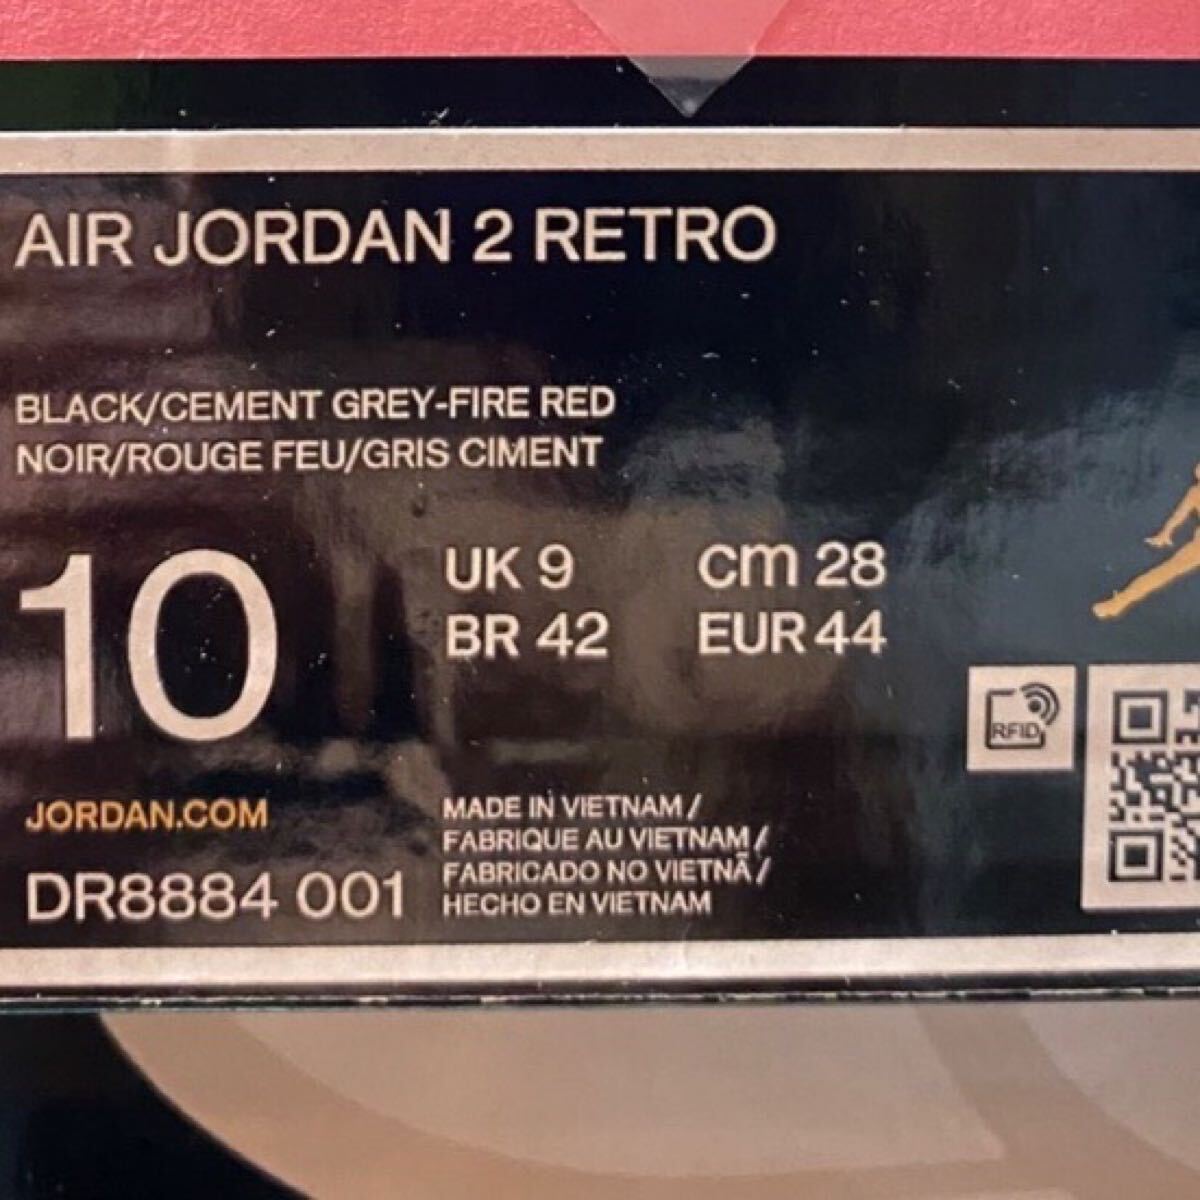 AIR JORDAN 2 RETRO
BLACK/CEMENT GREY-FIRE RED
NOIR/ROUGE FEU/GRIS CIMENT
10
UK 9 cm 28
BR 42 EUR 44
RFID
JORDAN.COM
DR8884 001
MADE IN VIETNAM /
FABRIQUE AU VIETNAM /
FABRICADO NO VIETNÃ /
HECHO EN VIETNAM